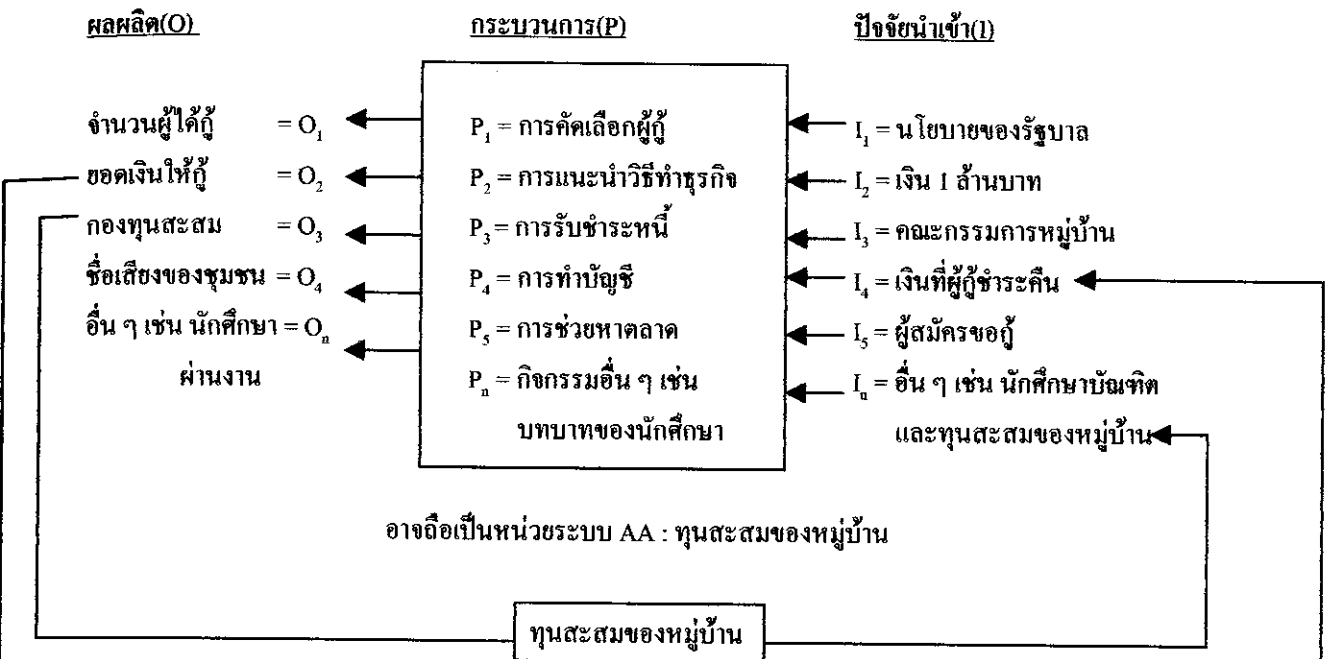 ผลผลิต(O) กระบวนการ(P) ปัจจัยนำเข้า(I)
จำนวนผู้ได้กู้ = O₁ P₁ = การคัดเลือกผู้กู้ I₁ = นโยบายของรัฐบาล
ยอดเงินให้กู้ = O₂ P₂ = การแนะนำวิธีทำธุรกิจ I₂ = เงิน 1 ล้านบาท
กองทุนสะสม = O₃ P₃ = การรับชำระหนี้ I₃ = คณะกรรมการหมู่บ้าน
ชื่อเสียงของชุมชน = O₄ P₄ = การทำบัญชี I₄ = เงินที่ผู้กู้ชำระคืน
อื่น ๆ เช่น นักศึกษา = Oₙ P₅ = การช่วยหาตลาด I₅ = ผู้สมัครขอกู้
ผ่านงาน Pₙ = กิจกรรมอื่น ๆ เช่น Iₙ = อื่น ๆ เช่น นักศึกษาบัณฑิต
บทบาทของนักศึกษา และทุนสะสมของหมู่บ้าน
อาจถือเป็นหน่วยระบบ AA : ทุนสะสมของหมู่บ้าน
ทุนสะสมของหมู่บ้าน